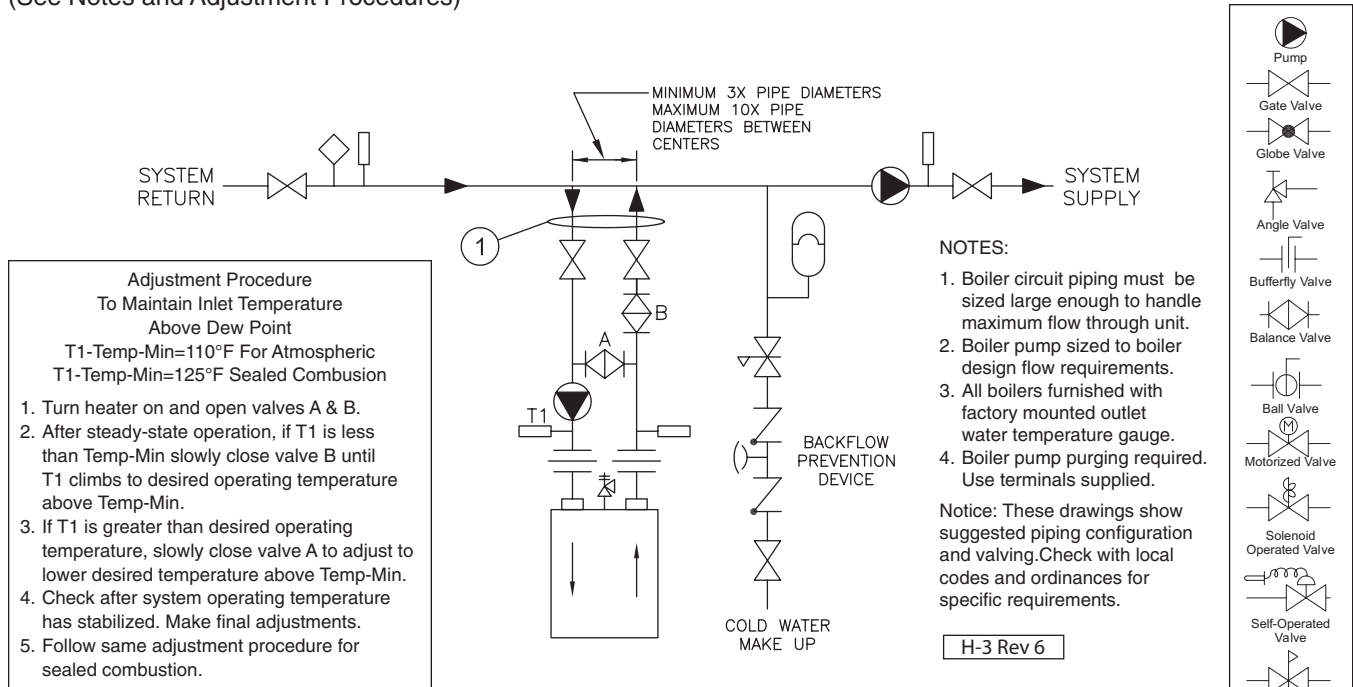 (See Notes and Adjustment Procedures)
MINIMUM 3X PIPE DIAMETERS
MAXIMUM 10X PIPE
DIAMETERS BETWEEN
CENTERS
SYSTEM
RETURN
SYSTEM
SUPPLY
1
B
A
T1
BACKFLOW
PREVENTION
DEVICE
COLD WATER
MAKE UP
Adjustment Procedure
To Maintain Inlet Temperature
Above Dew Point
T1-Temp-Min=110°F For Atmospheric
T1-Temp-Min=125°F Sealed Combusion
1. Turn heater on and open valves A & B.
2. After steady-state operation, if T1 is less
than Temp-Min slowly close valve B until
T1 climbs to desired operating temperature
above Temp-Min.
3. If T1 is greater than desired operating
temperature, slowly close valve A to adjust to
lower desired temperature above Temp-Min.
4. Check after system operating temperature
has stabilized. Make final adjustments.
5. Follow same adjustment procedure for
sealed combustion.
NOTES:
1. Boiler circuit piping must be
sized large enough to handle
maximum flow through unit.
2. Boiler pump sized to boiler
design flow requirements.
3. All boilers furnished with
factory mounted outlet
water temperature gauge.
4. Boiler pump purging required.
Use terminals supplied.
Notice: These drawings show
suggested piping configuration
and valving.Check with local
codes and ordinances for
specific requirements.
H-3 Rev 6
Pump
Gate Valve
Globe Valve
Angle Valve
Bufferfly Valve
Balance Valve
Ball Valve
M
Motorized Valve
Solenoid
Operated Valve
Self-Operated
Valve